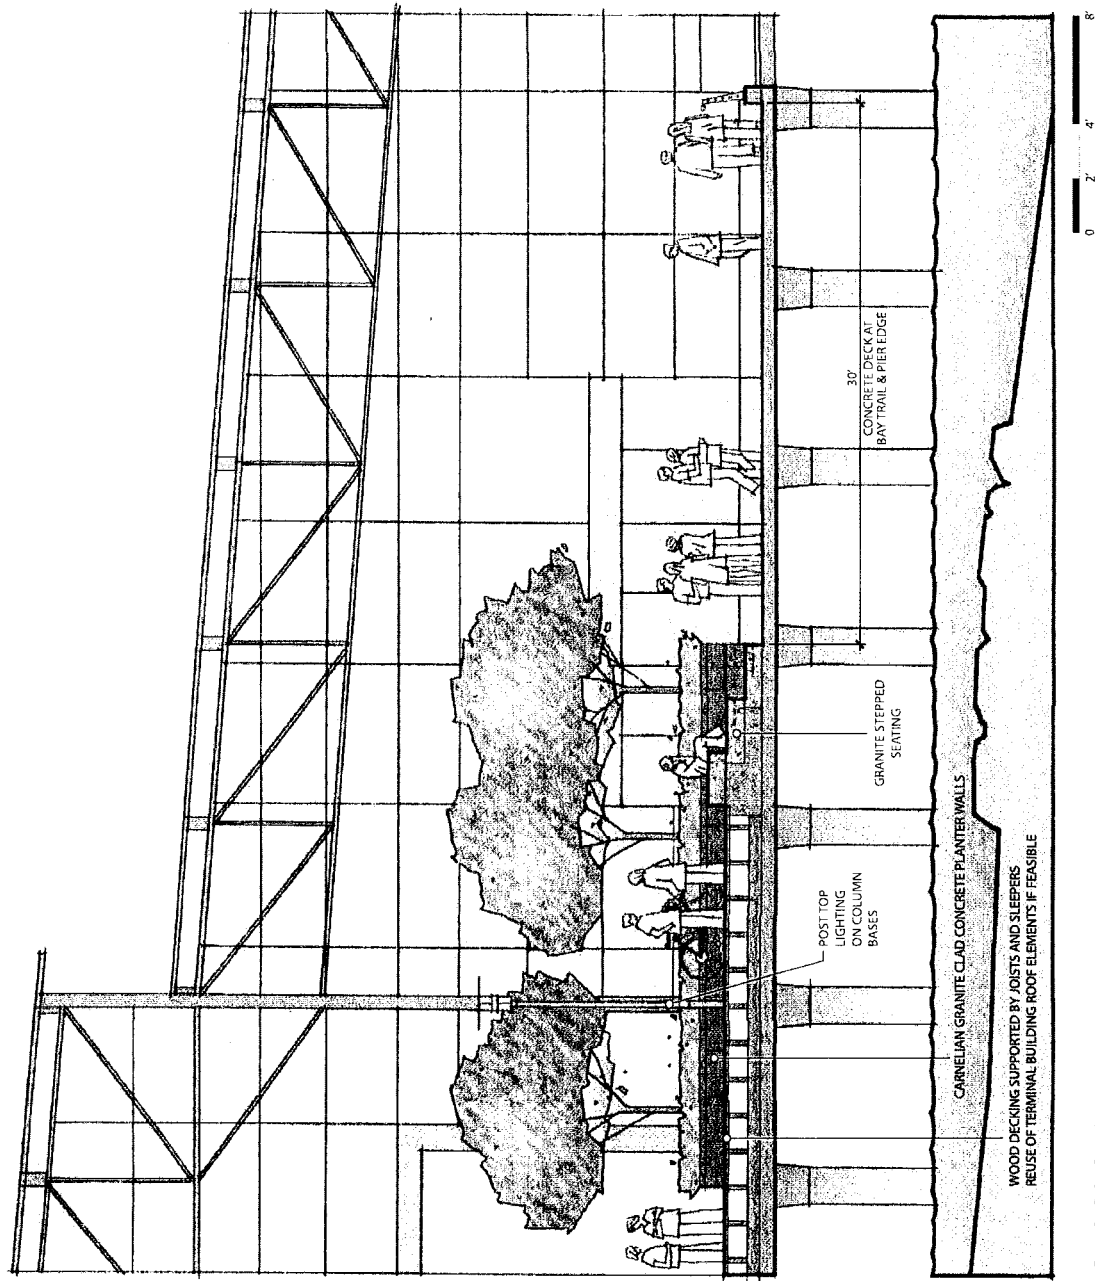 30'
CONCRETE DECK AT
BAY TRAIL & PIER EDGE
GRANITE STEPPED
SEATING
POST TOP
LIGHTING
ON COLUMN
BASES
CARNELIAN GRANITE CLAD CONCRETE PLANTER WALLS
WOOD DECKING SUPPORTED BY JOISTS AND SLEEPERS
REUSE OF TERMINAL BUILDING ROOF ELEMENTS IF FEASIBLE
0 2' 4' 8'